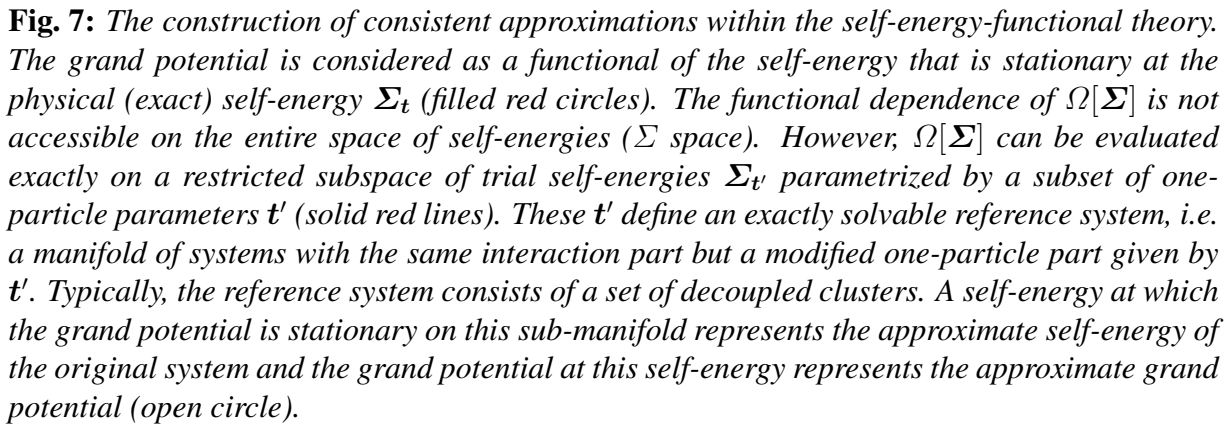 Fig. 7: The construction of consistent approximations within the self-energy-functional theory.
The grand potential is considered as a functional of the self-energy that is stationary at the
physical (exact) self-energy Σt (filled red circles). The functional dependence of Ω[Σ] is not
accessible on the entire space of self-energies (Σ space). However, Ω[Σ] can be evaluated
exactly on a restricted subspace of trial self-energies Σt′ parametrized by a subset of one-
particle parameters t′ (solid red lines). These t′ define an exactly solvable reference system, i.e.
a manifold of systems with the same interaction part but a modified one-particle part given by
t′. Typically, the reference system consists of a set of decoupled clusters. A self-energy at which
the grand potential is stationary on this sub-manifold represents the approximate self-energy of
the original system and the grand potential at this self-energy represents the approximate grand
potential (open circle).